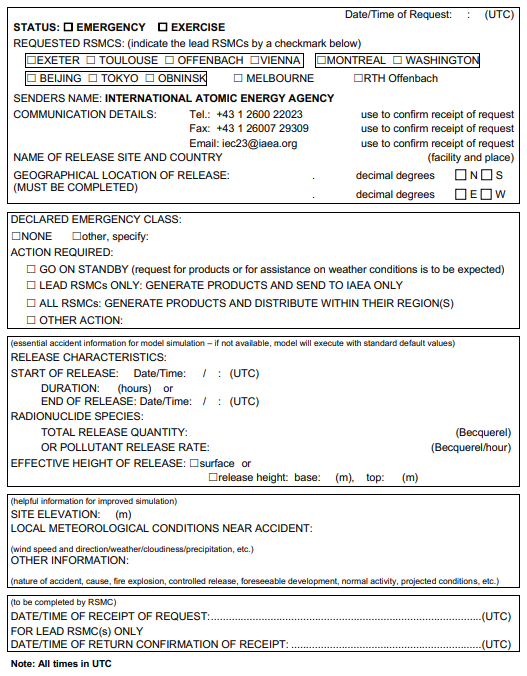 Date/Time of Request: : (UTC)
STATUS: ☐ EMERGENCY ☐ EXERCISE
REQUESTED RSMCS: (indicate the lead RSMCs by a checkmark below)
☐EXETER ☐ TOULOUSE ☐ OFFENBACH ☐VIENNA ☐MONTREAL ☐ WASHINGTON
☐ BEIJING ☐ TOKYO ☐ OBNINSK ☐ MELBOURNE ☐RTH Offenbach
SENDERS NAME: INTERNATIONAL ATOMIC ENERGY AGENCY
COMMUNICATION DETAILS: Tel.: +43 1 2600 22023 use to confirm receipt of request
Fax: +43 1 26007 29309 use to confirm receipt of request
Email: iec23@iaea.org use to confirm receipt of request
NAME OF RELEASE SITE AND COUNTRY (facility and place)
GEOGRAPHICAL LOCATION OF RELEASE: . decimal degrees ☐ N ☐ S
(MUST BE COMPLETED)
. decimal degrees ☐ E ☐ W
DECLARED EMERGENCY CLASS:
☐NONE ☐other, specify:
ACTION REQUIRED:
☐ GO ON STANDBY (request for products or for assistance on weather conditions is to be expected)
☐ LEAD RSMCs ONLY: GENERATE PRODUCTS AND SEND TO IAEA ONLY
☐ ALL RSMCs: GENERATE PRODUCTS AND DISTRIBUTE WITHIN THEIR REGION(S)
☐ OTHER ACTION:
(essential accident information for model simulation – if not available, model will execute with standard default values)
RELEASE CHARACTERISTICS:
START OF RELEASE: Date/Time: / : (UTC)
DURATION: (hours) or
END OF RELEASE: Date/Time: / : (UTC)
RADIONUCLIDE SPECIES:
TOTAL RELEASE QUANTITY: (Becquerel)
OR POLLUTANT RELEASE RATE: (Becquerel/hour)
EFFECTIVE HEIGHT OF RELEASE: ☐surface or
☐release height: base: (m), top: (m)
(helpful information for improved simulation)
SITE ELEVATION: (m)
LOCAL METEOROLOGICAL CONDITIONS NEAR ACCIDENT:
(wind speed and direction/weather/cloudiness/precipitation, etc.)
OTHER INFORMATION:
(nature of accident, cause, fire explosion, controlled release, foreseeable development, normal activity, projected conditions, etc.)
(to be completed by RSMC)
DATE/TIME OF RECEIPT OF REQUEST:..............................................................................(UTC)
FOR LEAD RSMC(s) ONLY
DATE/TIME OF RETURN CONFIRMATION OF RECEIPT: .......................................................(UTC)
Note: All times in UTC